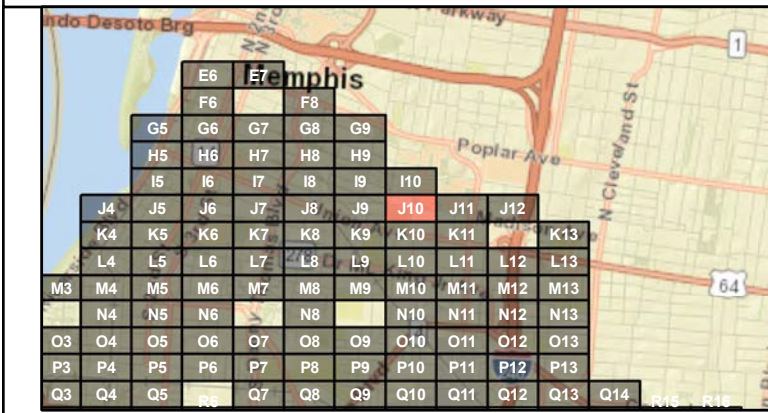 ndo Desoto Brg
N 2n
N 3rd
Parkway
1
E6 E7
Memphis
F6 F8
G5 G6 G7 G8 G9
Poplar Ave
N Cleveland St
H5 H6 H7 H8 H9
I5 I6 I7 I8 I9 I10
J4 J5 J6 J7 J8 J9 J10 J11 J12
K4 K5 K6 K7 K8 K9 K10 K11 K13
L4 L5 L6 L7 L8 L9 L10 L11 L12 L13
M3 M4 M5 M6 M7 M8 M9 M10 M11 M12 M13
64
N4 N5 N6 N8 N10 N11 N12 N13
O3 O4 O5 O6 O7 O8 O9 O10 O11 O12 O13
P3 P4 P5 P6 P7 P8 P9 P10 P11 P12 P13
Q3 Q4 Q5 R6 Q7 Q8 Q9 Q10 Q11 Q12 Q13 Q14 R15 R16